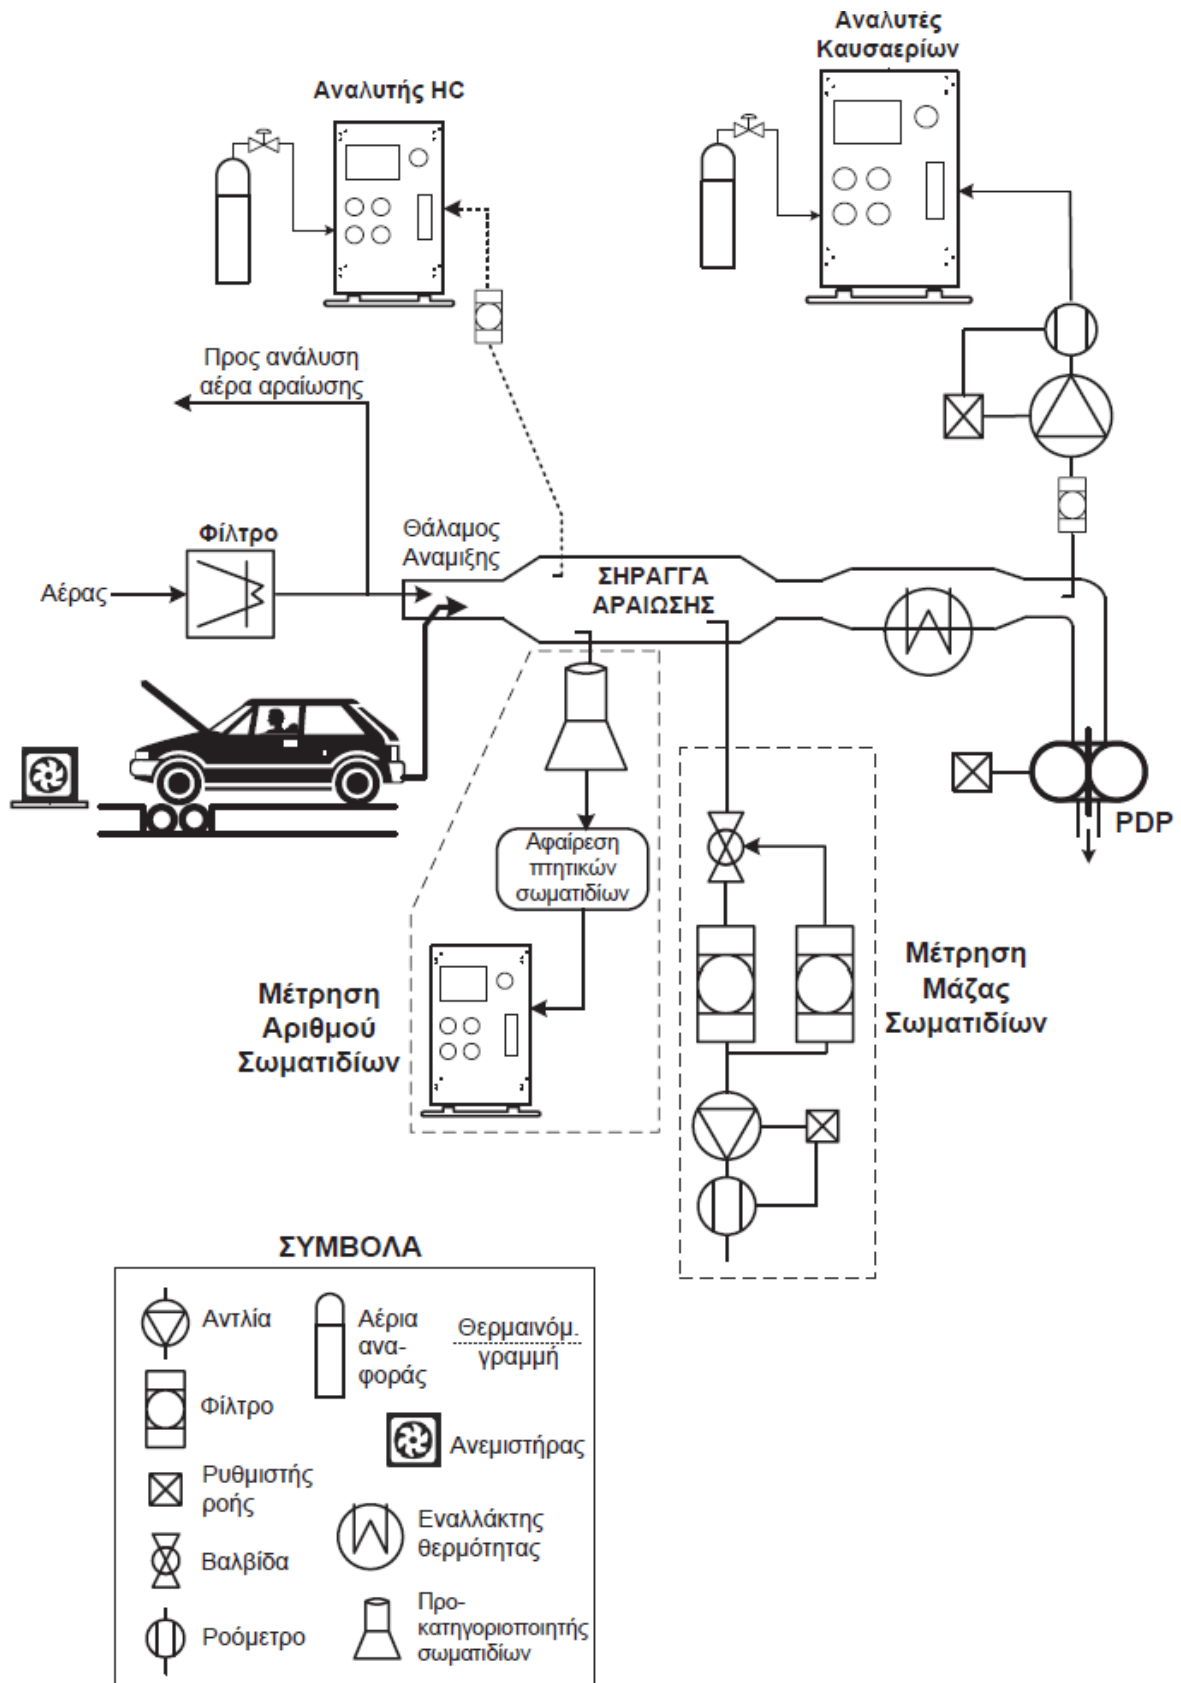 Αναλυτές
Καυσαερίων
Αναλυτής HC
Προς ανάλυση
αέρα αραίωσης
Φίλτρο
Θάλαμος
Αναμιξης
Αέρας
ΣΗΡΑΓΓΑ
ΑΡΑΙΩΣΗΣ
PDP
Αφαίρεση
πτητικών
σωματιδίων
Μέτρηση
Αριθμού
Σωματιδίων
Μέτρηση
Μάζας
Σωματιδίων
ΣΥΜΒΟΛΑ
Αντλία
Φίλτρο
Ρυθμιστής
ροής
Βαλβίδα
Ροόμετρο
Αέρια
ανα-
φοράς
Θερμαινόμ.
γραμμή
Ανεμιστήρας
Εναλλάκτης
θερμότητας
Προ-
κατηγοριοποιητής
σωματιδίων